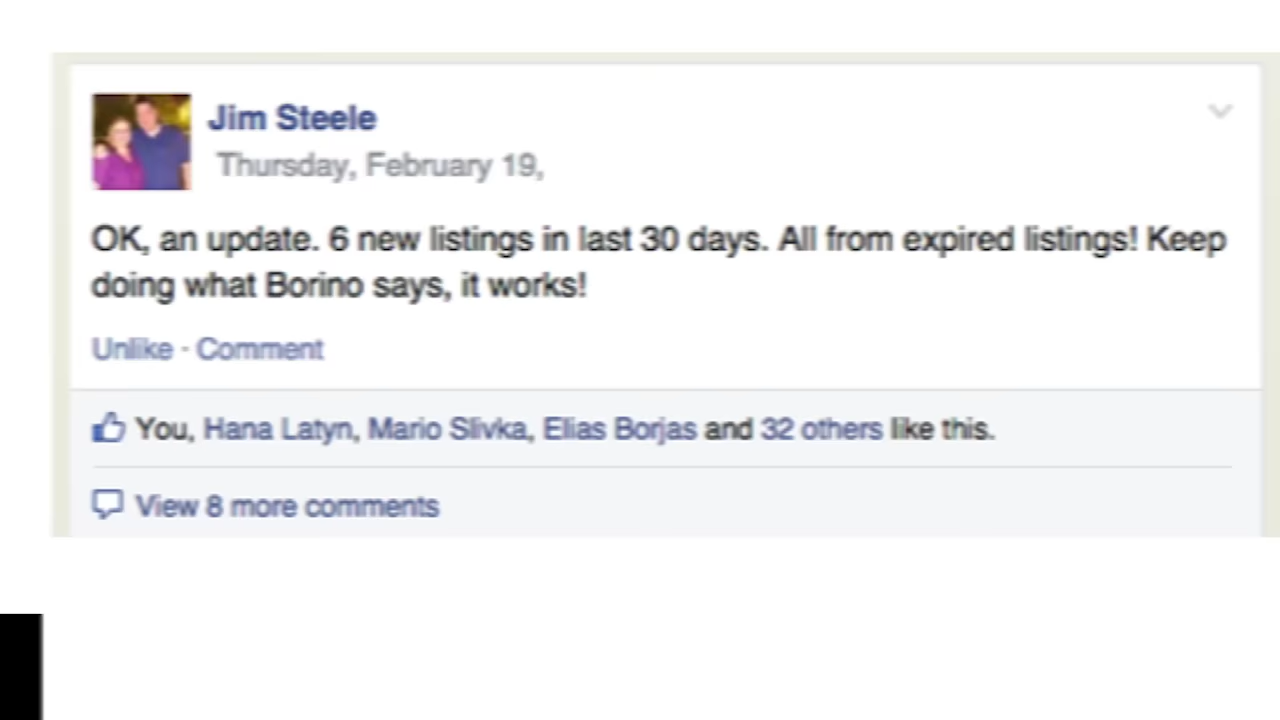 Jim Steele
Thursday, February 19,
OK, an update. 6 new listings in last 30 days. All from expired listings! Keep
doing what Borino says, it works!
Unlike · Comment
You, Hana Latyn, Mario Slivka, Elias Borjas and 32 others like this.
View 8 more comments